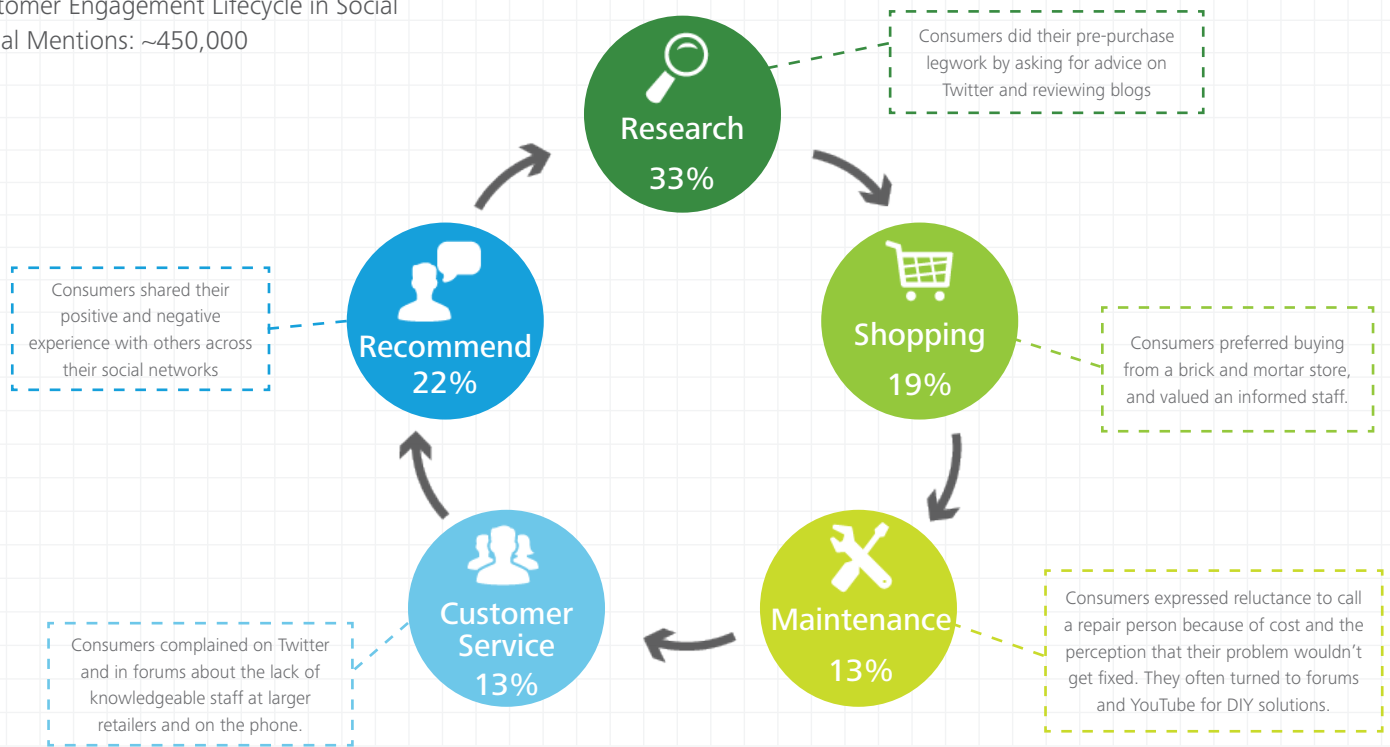 tomer Engagement Lifecycle in Social
al Mentions: ~450,000
Research
33%
Consumers did their pre-purchase
legwork by asking for advice on
Twitter and reviewing blogs
Shopping
19%
Consumers preferred buying
from a brick and mortar store,
and valued an informed staff.
Maintenance
13%
Consumers expressed reluctance to call
a repair person because of cost and the
perception that their problem wouldn’t
get fixed. They often turned to forums
and YouTube for DIY solutions.
Customer
Service
13%
Consumers complained on Twitter
and in forums about the lack of
knowledgeable staff at larger
retailers and on the phone.
Recommend
22%
Consumers shared their
positive and negative
experience with others across
their social networks